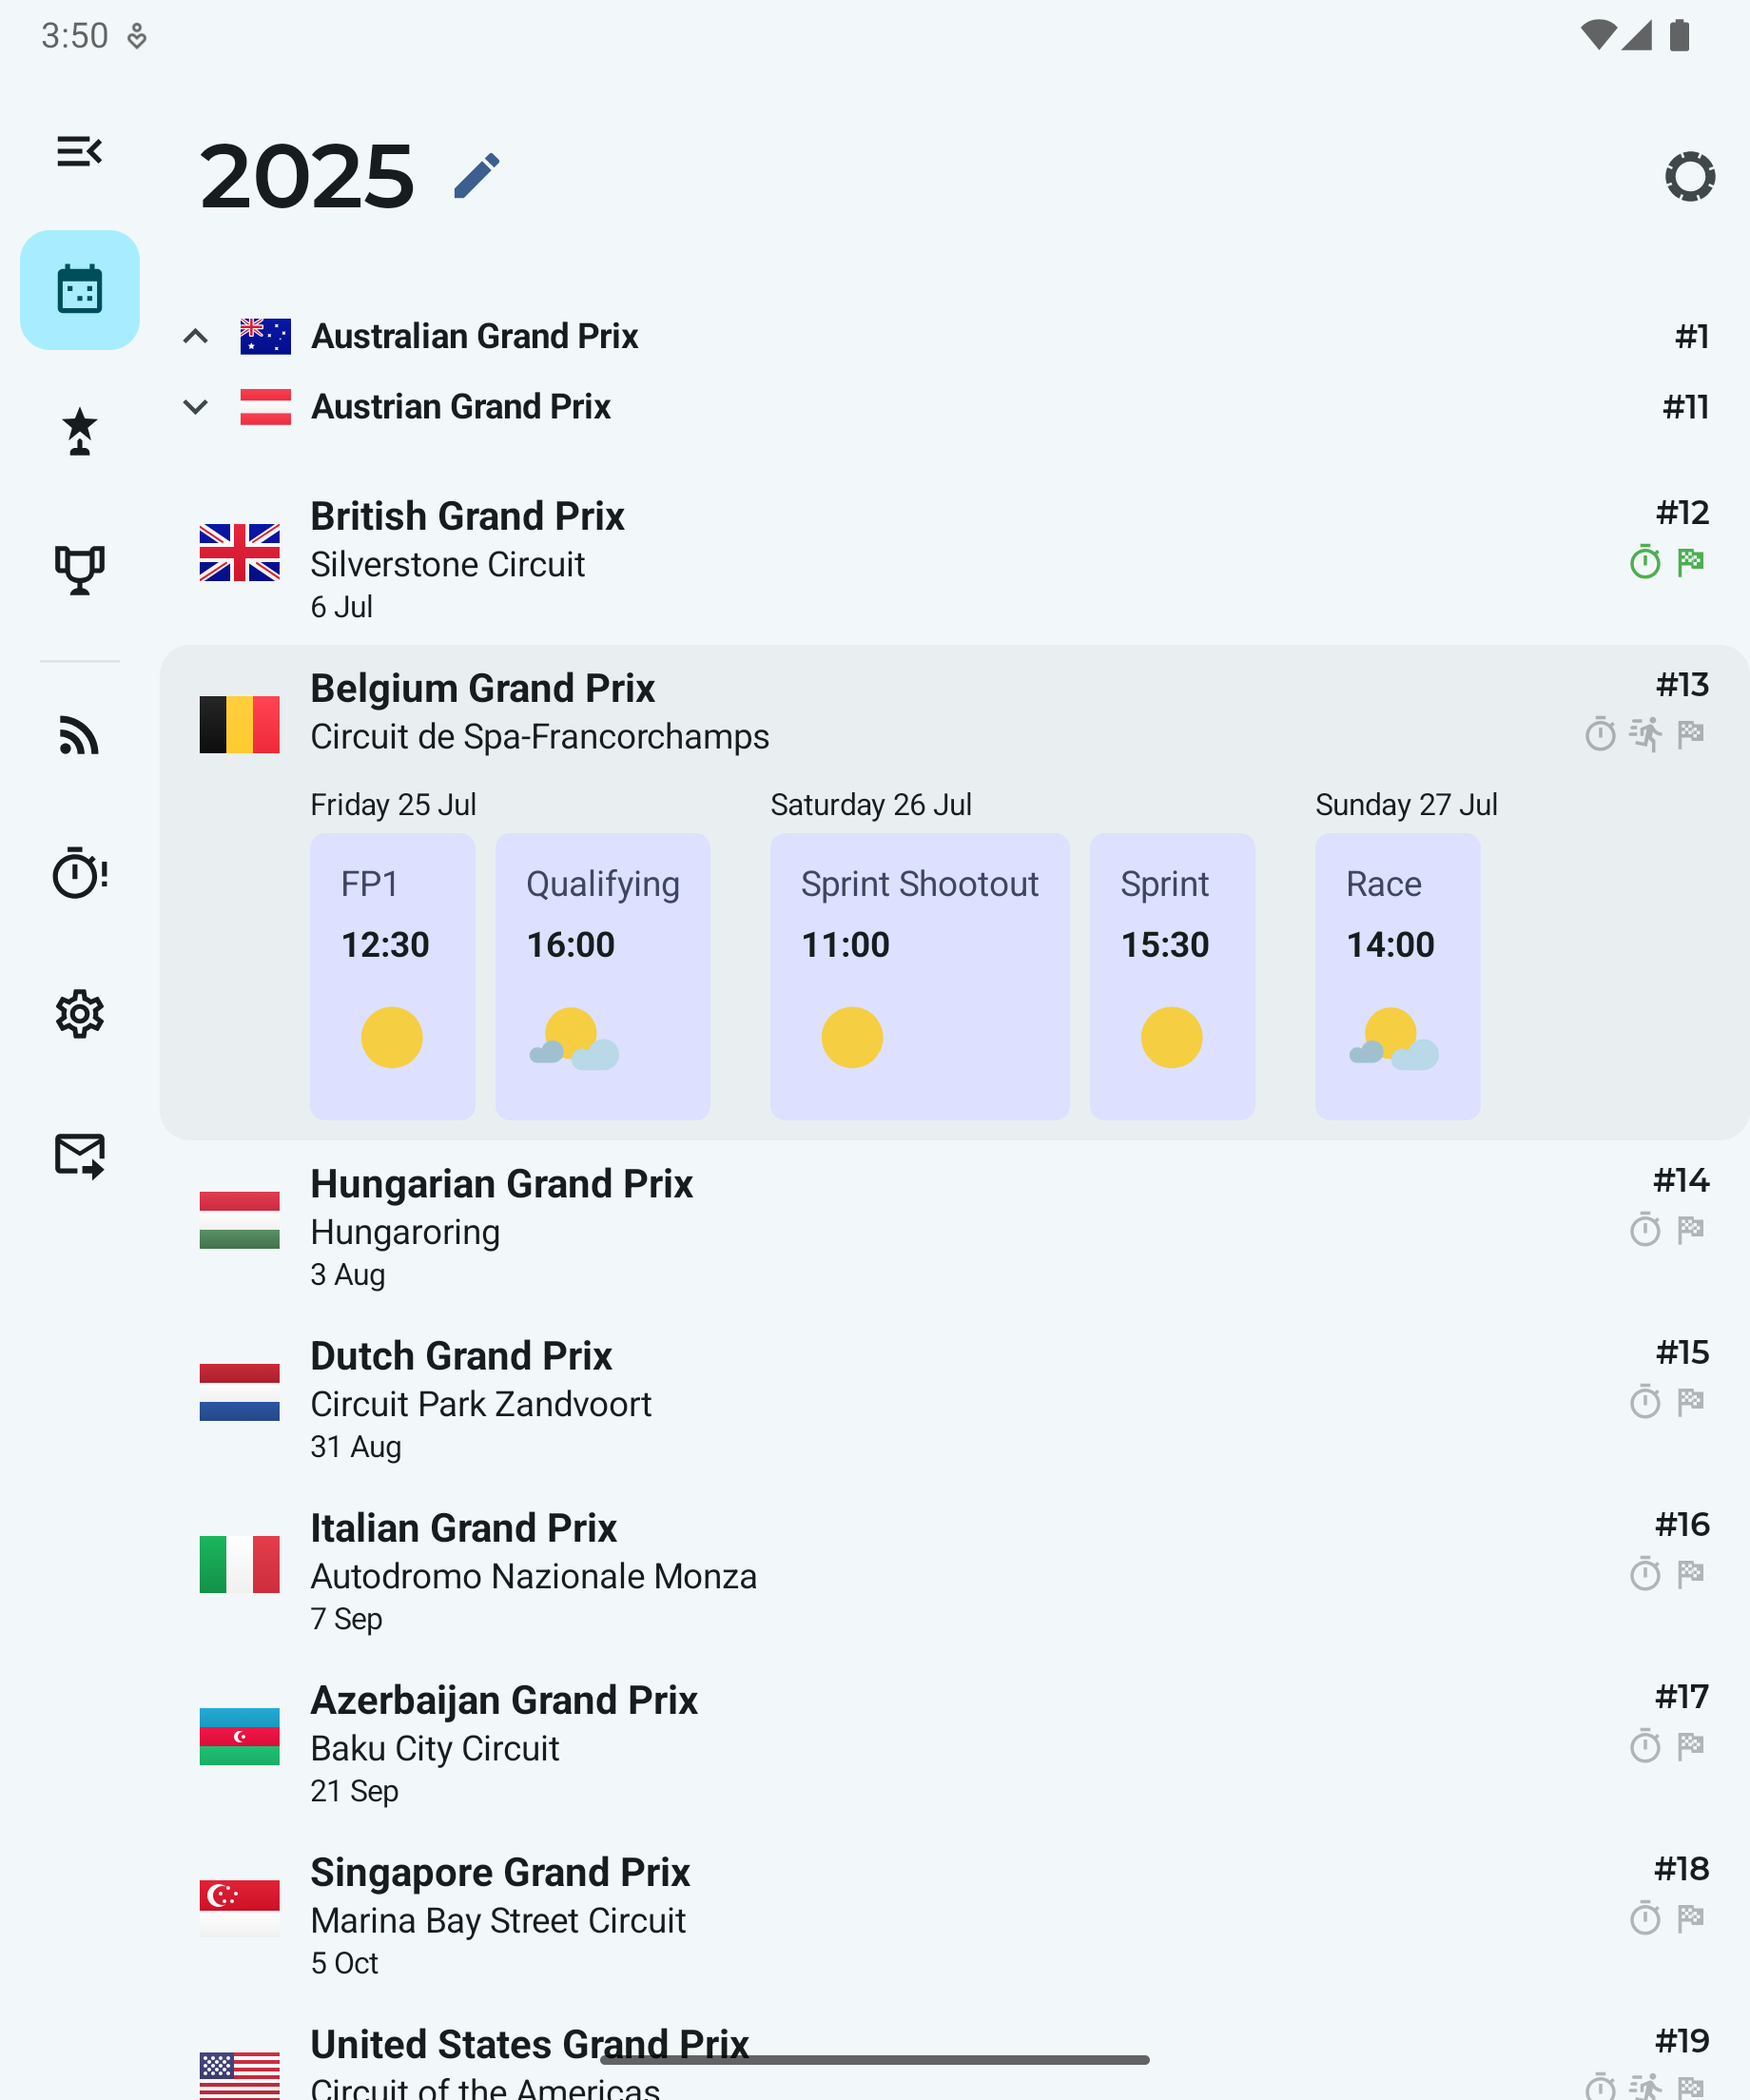 3:50
2025
Australian Grand Prix #1
Austrian Grand Prix #11
British Grand Prix #12
Silverstone Circuit
6 Jul
Belgium Grand Prix #13
Circuit de Spa-Francorchamps
Friday 25 Jul Saturday 26 Jul Sunday 27 Jul
FP1 Qualifying Sprint Shootout Sprint Race
12:30 16:00 11:00 15:30 14:00
Hungarian Grand Prix #14
Hungaroring
3 Aug
Dutch Grand Prix #15
Circuit Park Zandvoort
31 Aug
Italian Grand Prix #16
Autodromo Nazionale Monza
7 Sep
Azerbaijan Grand Prix #17
Baku City Circuit
21 Sep
Singapore Grand Prix #18
Marina Bay Street Circuit
5 Oct
United States Grand Prix #19
Circuit of the Americas